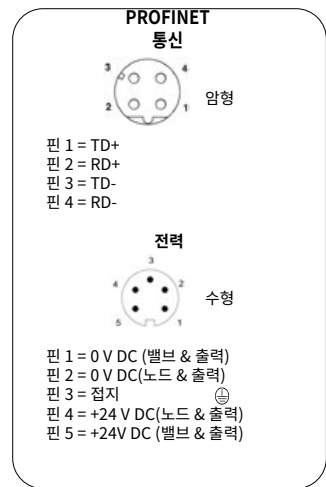 PROFINET
통신
3 4
암형
2 1
핀 1 = TD+
핀 2 = RD+
핀 3 = TD-
핀 4 = RD-
전력
3
4 2
수형
5 1
핀 1 = 0 V DC (밸브 & 출력)
핀 2 = 0 V DC(노드 & 출력)
핀 3 = 접지
핀 4 = +24 V DC(노드 & 출력)
핀 5 = +24V DC (밸브 & 출력)